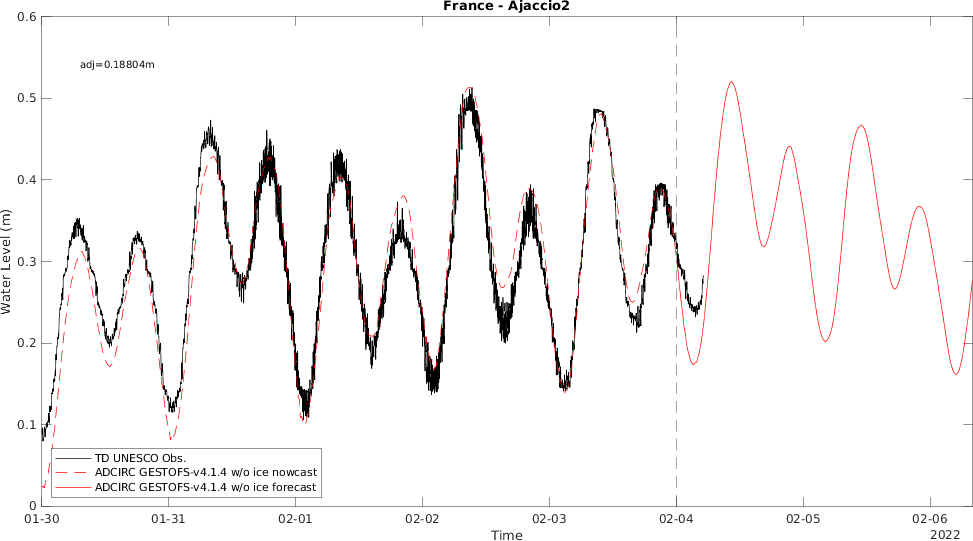 France - Ajaccio2
0.6
adj=0.18804m
0.5
0.4
0.3
0.2
0.1
0
Water Level (m)
TD UNESCO Obs.
ADCIRC GESTOFS-v4.1.4 w/o ice nowcast
ADCIRC GESTOFS-v4.1.4 w/o ice forecast
01-30 01-31 02-01 02-02 02-03 02-04 02-05 02-06
Time
2022